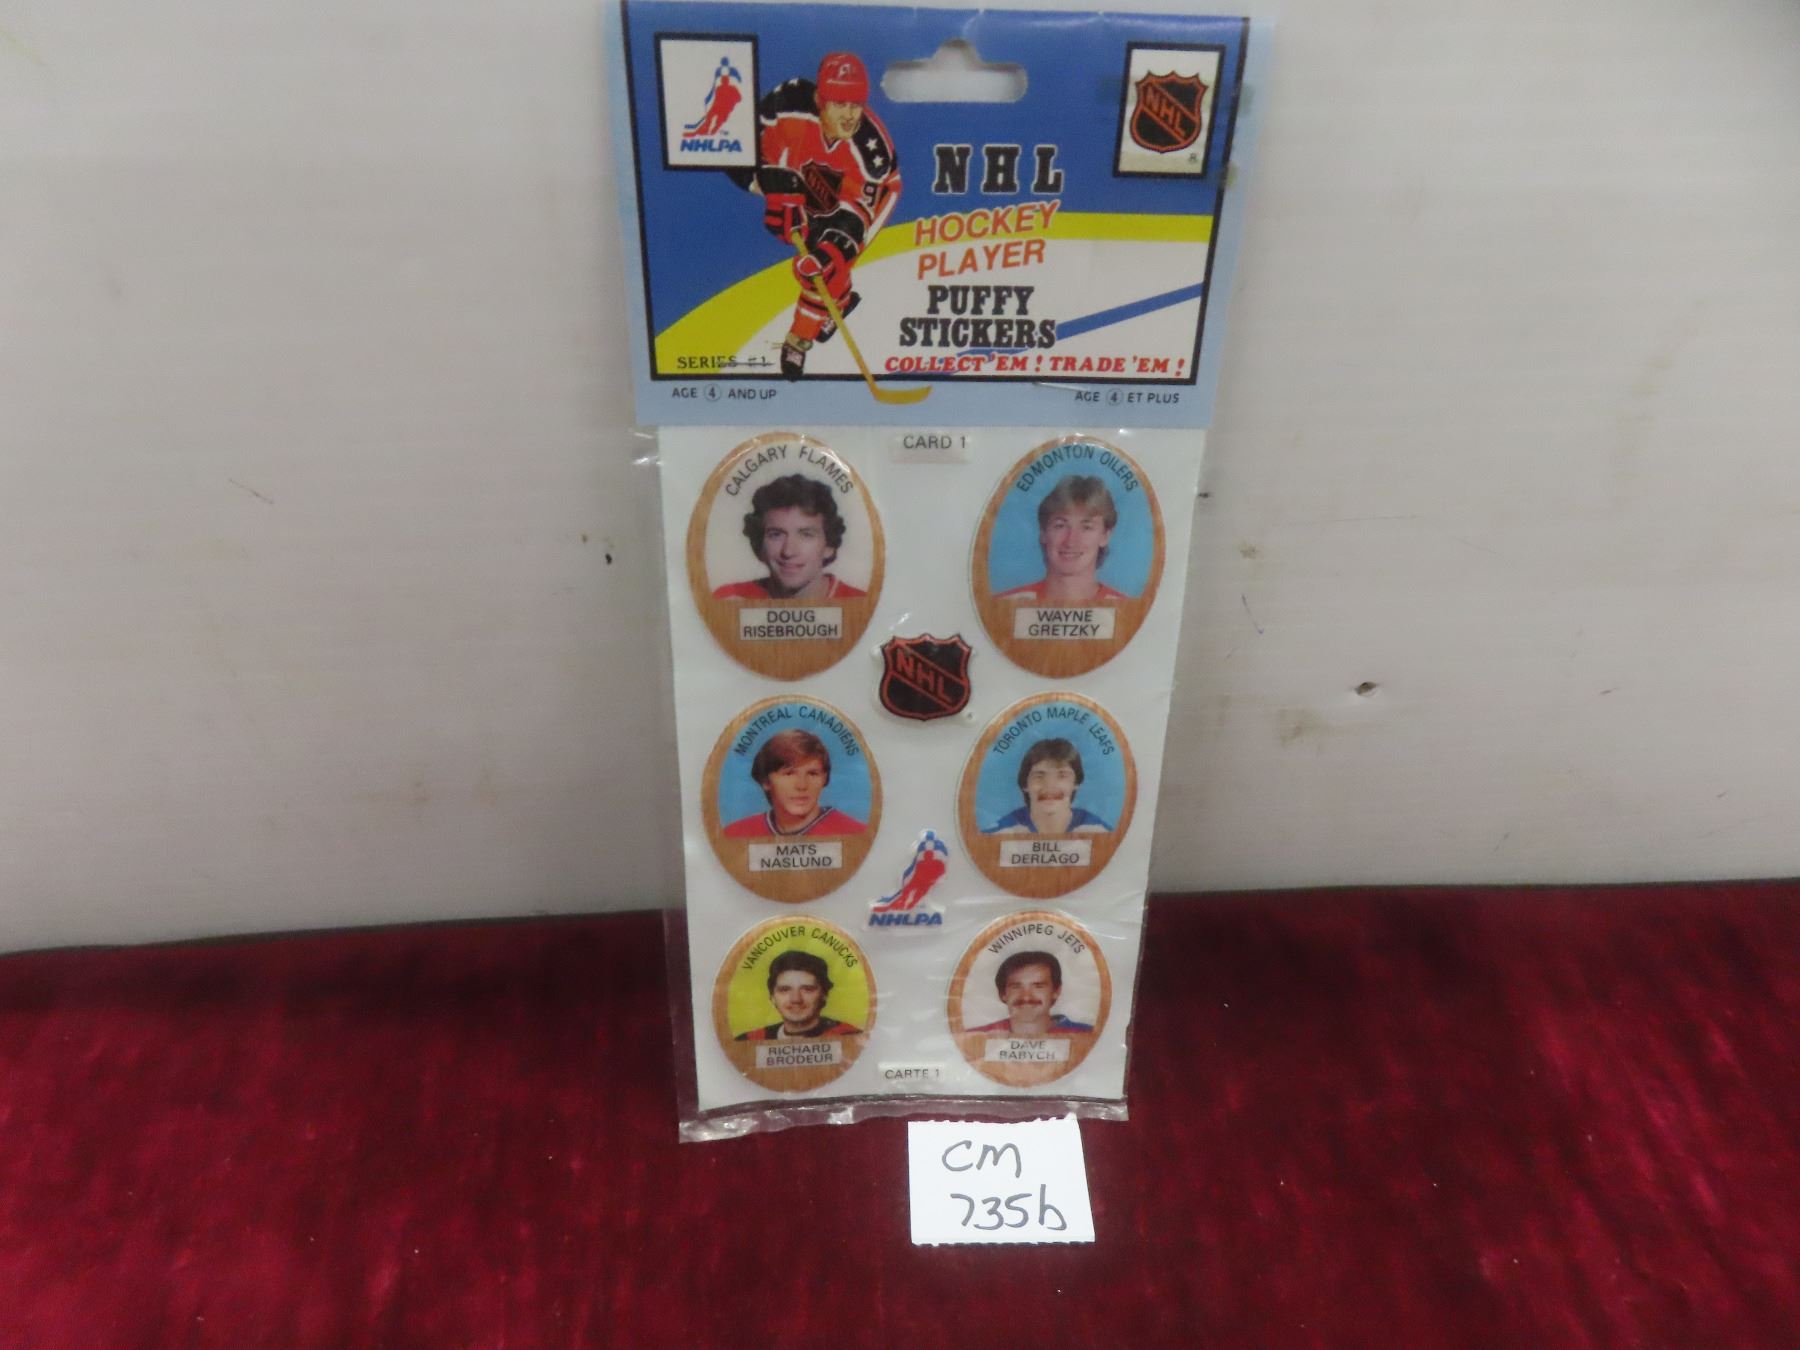 NHLPA
NHL
NHL
9
NHL
HOCKEY
PLAYER
PUFFY
STICKERS
SERIES #1
COLLECT 'EM! TRADE 'EM!
AGE 4 AND UP
AGE 4 ET PLUS
CARD 1
CALGARY FLAMES
DOUG
RISEBROUGH
EDMONTON OILERS
WAYNE
GRETZKY
NHL
MONTREAL CANADIENS
MATS
NASLUND
TORONTO MAPLE LEAFS
BILL
DERLAGO
NHLPA
VANCOUVER CANUCKS
RICHARD
BRODEUR
WINNIPEG JETS
DAVE
BABYCH
CARTE 1
CM
735b